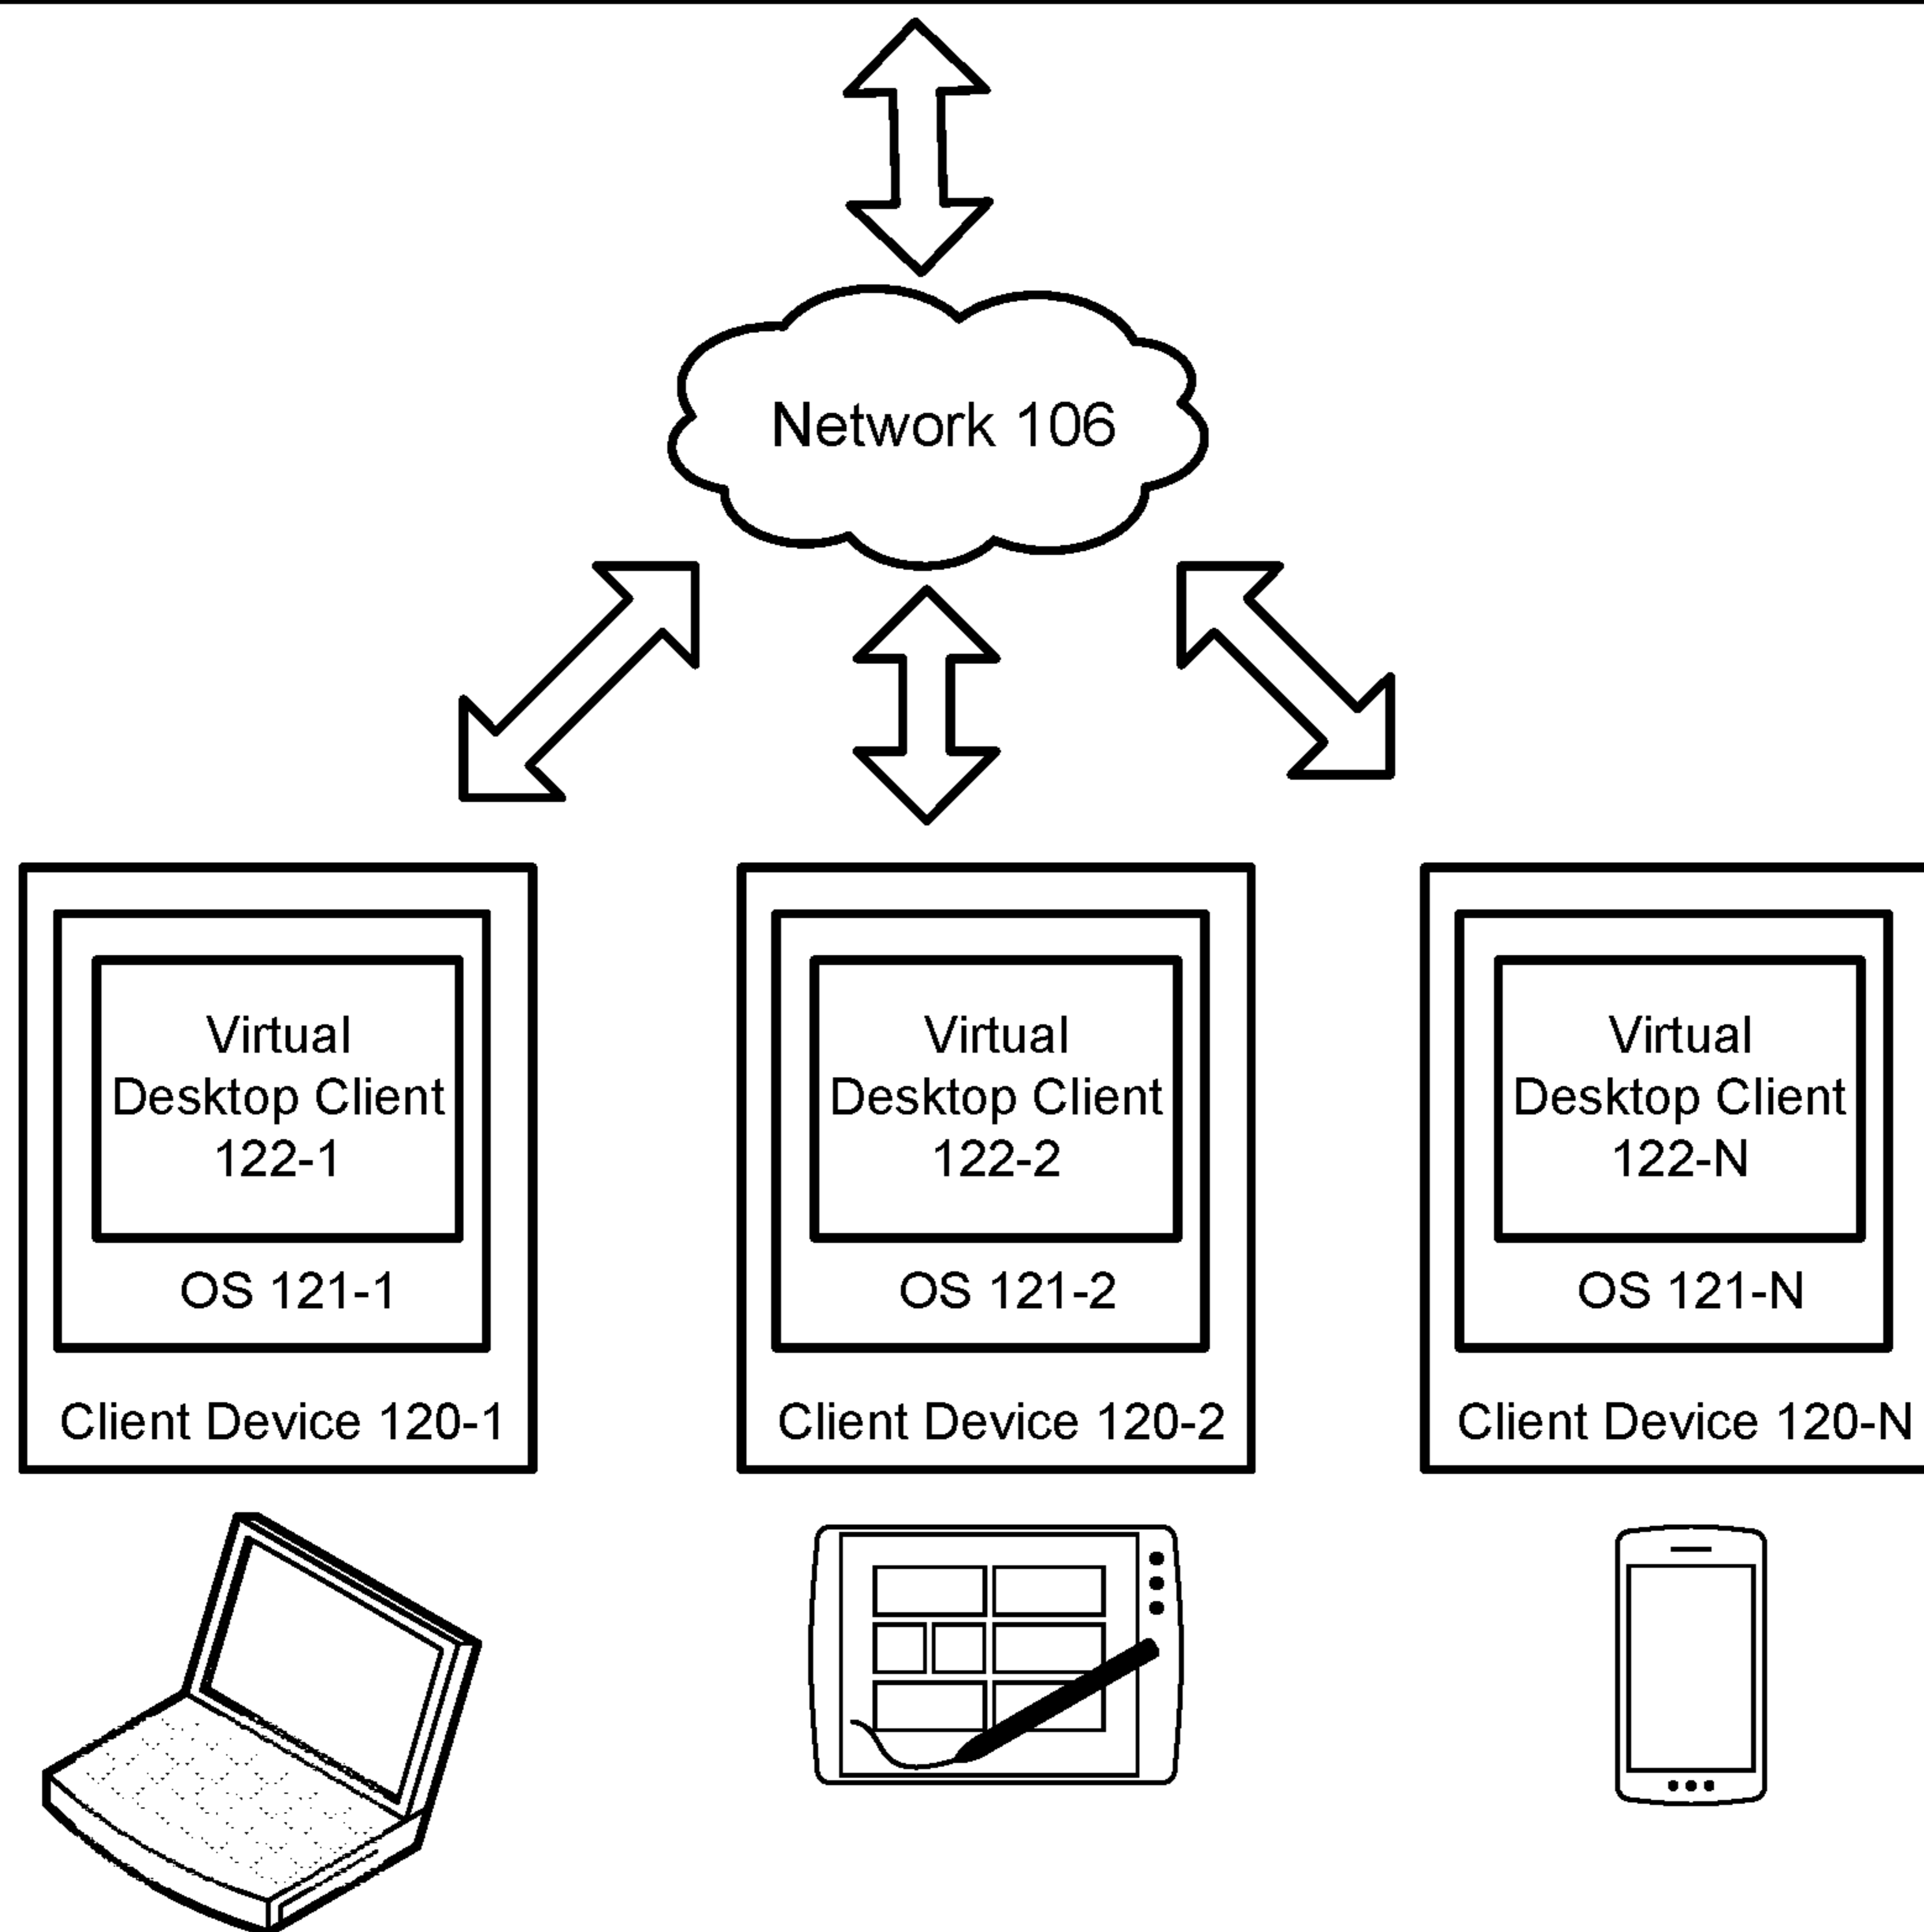 Network 106
Virtual
Desktop Client
122-1
OS 121-1
Client Device 120-1
Virtual
Desktop Client
122-2
OS 121-2
Client Device 120-2
Virtual
Desktop Client
122-N
OS 121-N
Client Device 120-N